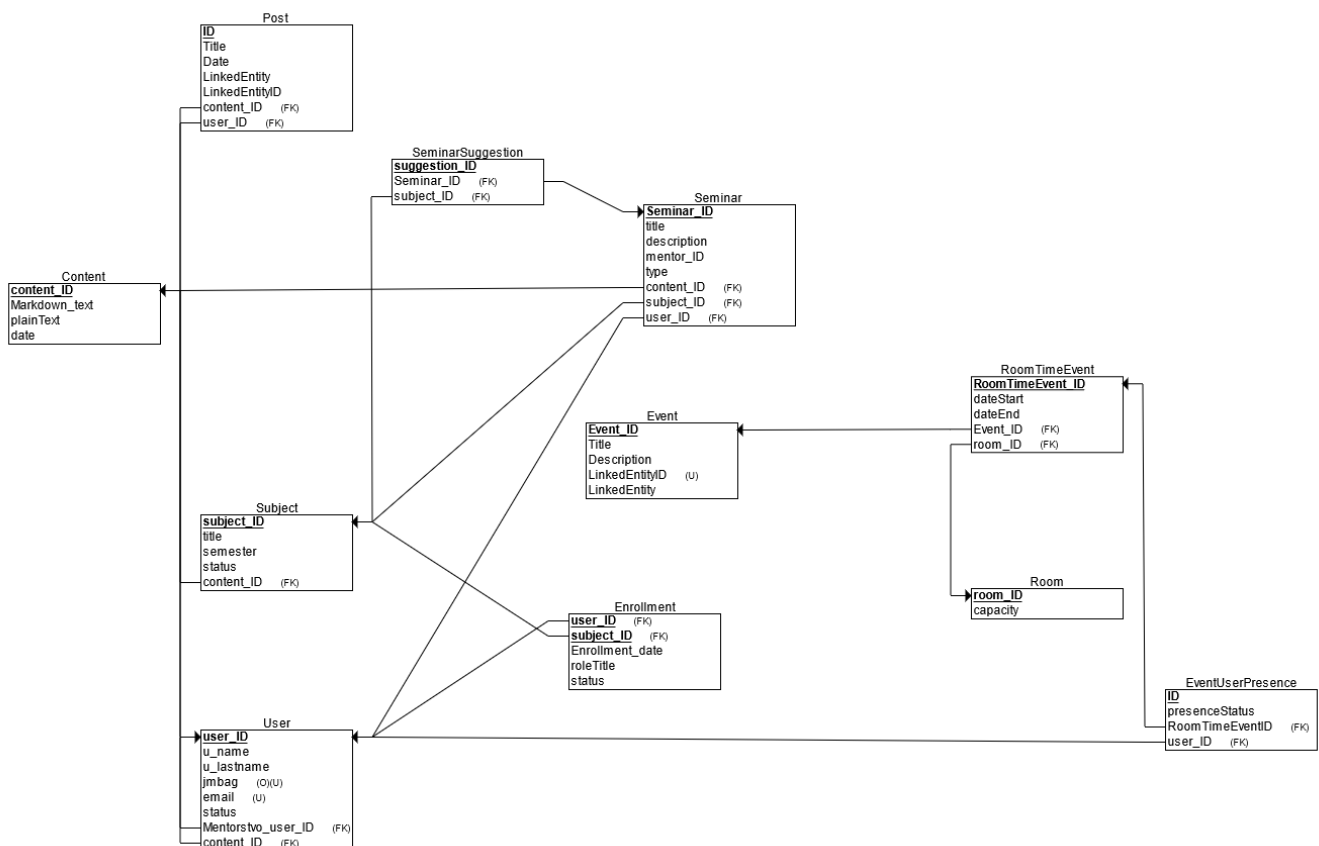 Post
ID
Title
Date
LinkedEntity
LinkedEntityID
content_ID (FK)
user_ID (FK)
SeminarSuggestion
suggestion_ID
Seminar_ID (FK)
subject_ID (FK)
Seminar
Seminar_ID
title
description
mentor_ID
type
content_ID (FK)
subject_ID (FK)
user_ID (FK)
Content
content_ID
Markdown_text
plainText
date
RoomTimeEvent
RoomTimeEvent_ID
dateStart
dateEnd
Event_ID (FK)
room_ID (FK)
Event
Event_ID
Title
Description
LinkedEntityID (U)
LinkedEntity
Subject
subject_ID
title
semester
status
content_ID (FK)
Room
room_ID
capacity
Enrollment
user_ID (FK)
subject_ID (FK)
Enrollment_date
roleTitle
status
EventUserPresence
ID
presenceStatus
RoomTimeEventID (FK)
user_ID (FK)
User
user_ID
u_name
u_lastname
jmbag (O)(U)
email (U)
status
Mentorstvo_user_ID (FK)
content_ID (FK)